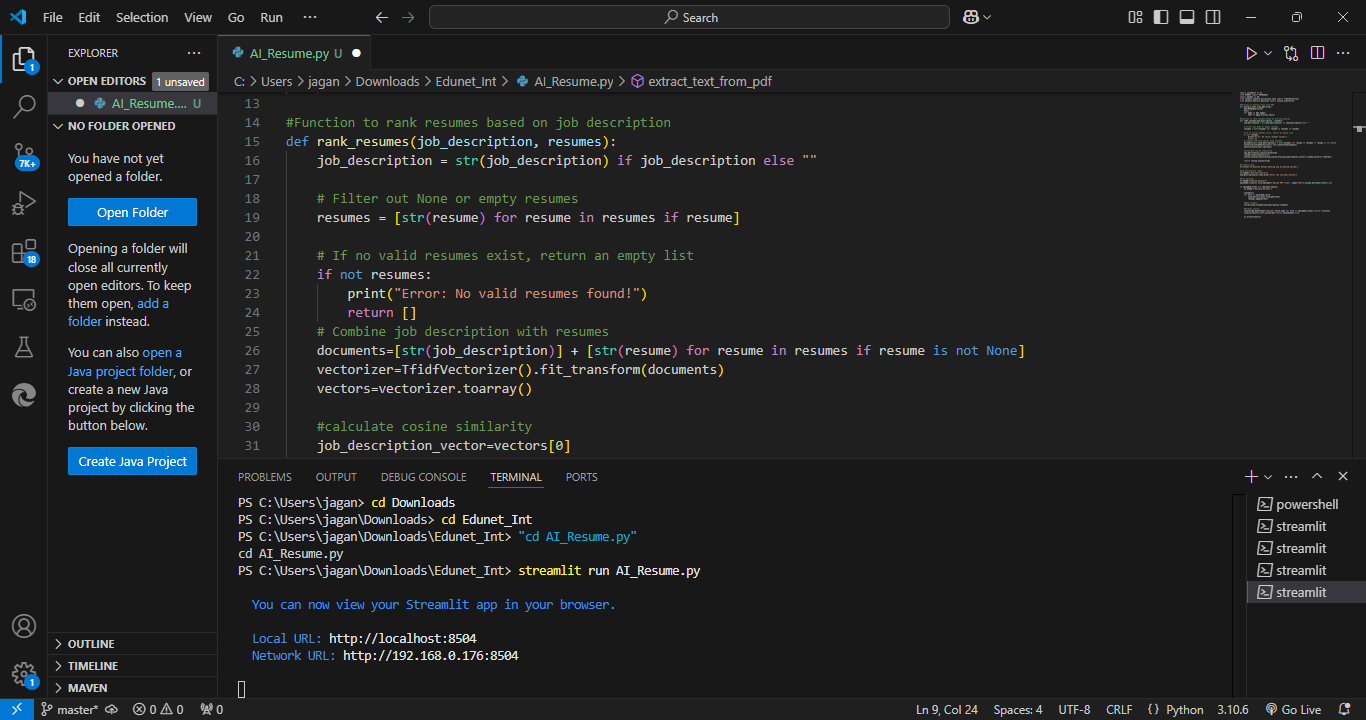 File Edit Selection View Go Run ···
Search
EXPLORER ···
OPEN EDITORS 1 unsaved
AI_Resume.... U
NO FOLDER OPENED
You have not yet
opened a folder.
Open Folder
Opening a folder will
close all currently
open editors. To keep
them open, add a
folder instead.
You can also open a
Java project folder, or
create a new Java
project by clicking the
button below.
Create Java Project
OUTLINE
TIMELINE
MAVEN
1
7K+
18
1
AI_Resume.py U
C: > Users > jagan > Downloads > Edunet_Int > AI_Resume.py > extract_text_from_pdf
13
14 #Function to rank resumes based on job description
15 def rank_resumes(job_description, resumes):
16     job_description = str(job_description) if job_description else ""
17
18     # Filter out None or empty resumes
19     resumes = [str(resume) for resume in resumes if resume]
20
21     # If no valid resumes exist, return an empty list
22     if not resumes:
23         print("Error: No valid resumes found!")
24         return []
25     # Combine job description with resumes
26     documents=[str(job_description)] + [str(resume) for resume in resumes if resume is not None]
27     vectorizer=TfidfVectorizer().fit_transform(documents)
28     vectors=vectorizer.toarray()
29
30     #calculate cosine similarity
31     job_description_vector=vectors[0]
PROBLEMS OUTPUT DEBUG CONSOLE TERMINAL PORTS
PS C:\Users\jagan> cd Downloads
PS C:\Users\jagan\Downloads> cd Edunet_Int
PS C:\Users\jagan\Downloads\Edunet_Int> "cd AI_Resume.py"
cd AI_Resume.py
PS C:\Users\jagan\Downloads\Edunet_Int> streamlit run AI_Resume.py
You can now view your Streamlit app in your browser.
Local URL: http://localhost:8504
Network URL: http://192.168.0.176:8504
powershell
streamlit
streamlit
streamlit
streamlit
master* 0 0 0 Ln 9, Col 24 Spaces: 4 UTF-8 CRLF {} Python 3.10.6 Go Live